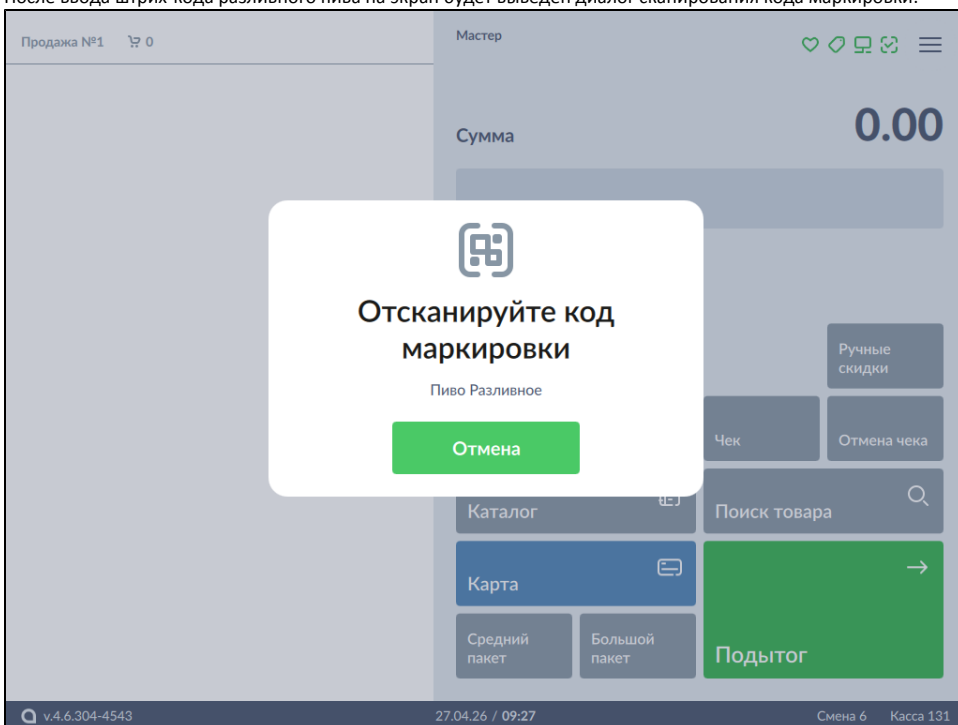 После ввода штрих-кода разливного пива на экран будет выведен диалог сканирования кода маркировки.
Продажа №1 0
Мастер
Сумма 0.00
Отсканируйте код
маркировки
Пиво Разливное
Отмена
Ручные
скидки
Чек
Отмена чека
Каталог
Поиск товара
Карта
Средний
пакет
Большой
пакет
Подытог
v.4.6.304-4543
27.04.26 / 09:27
Смена 6 Касса 131